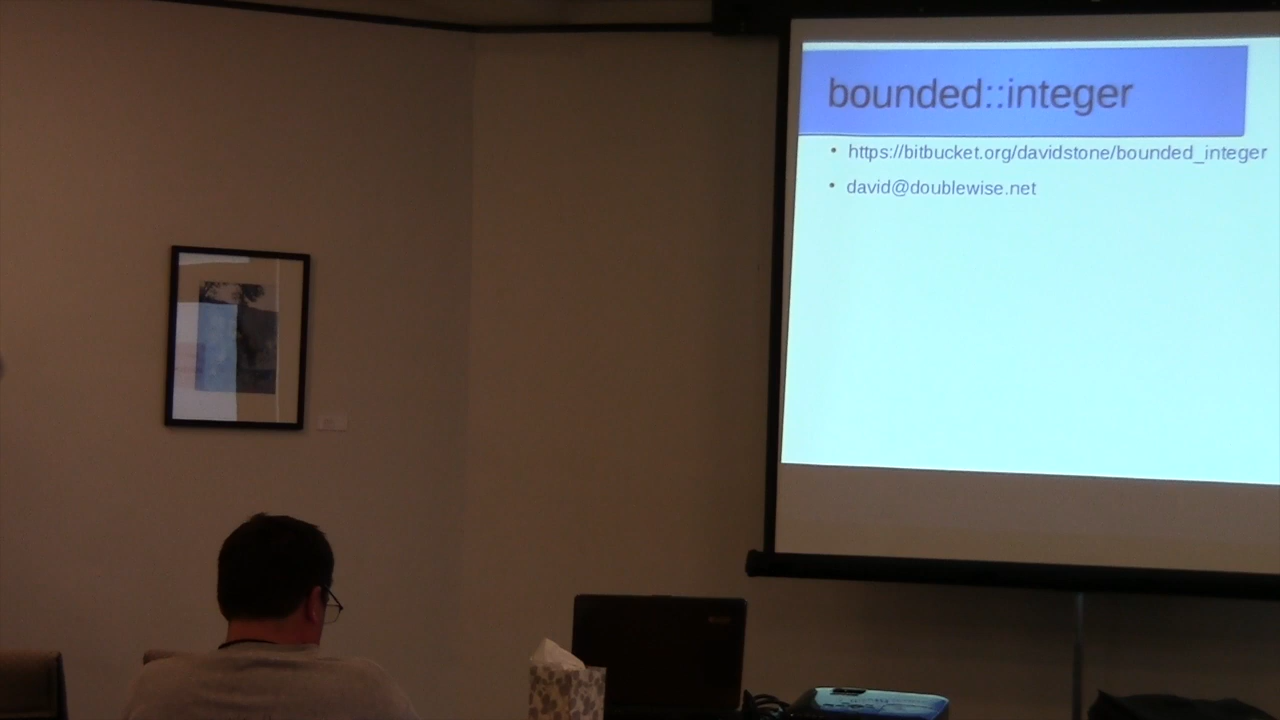 bounded::integer
https://bitbucket.org/davidstone/bounded_integer
david@doublewise.net